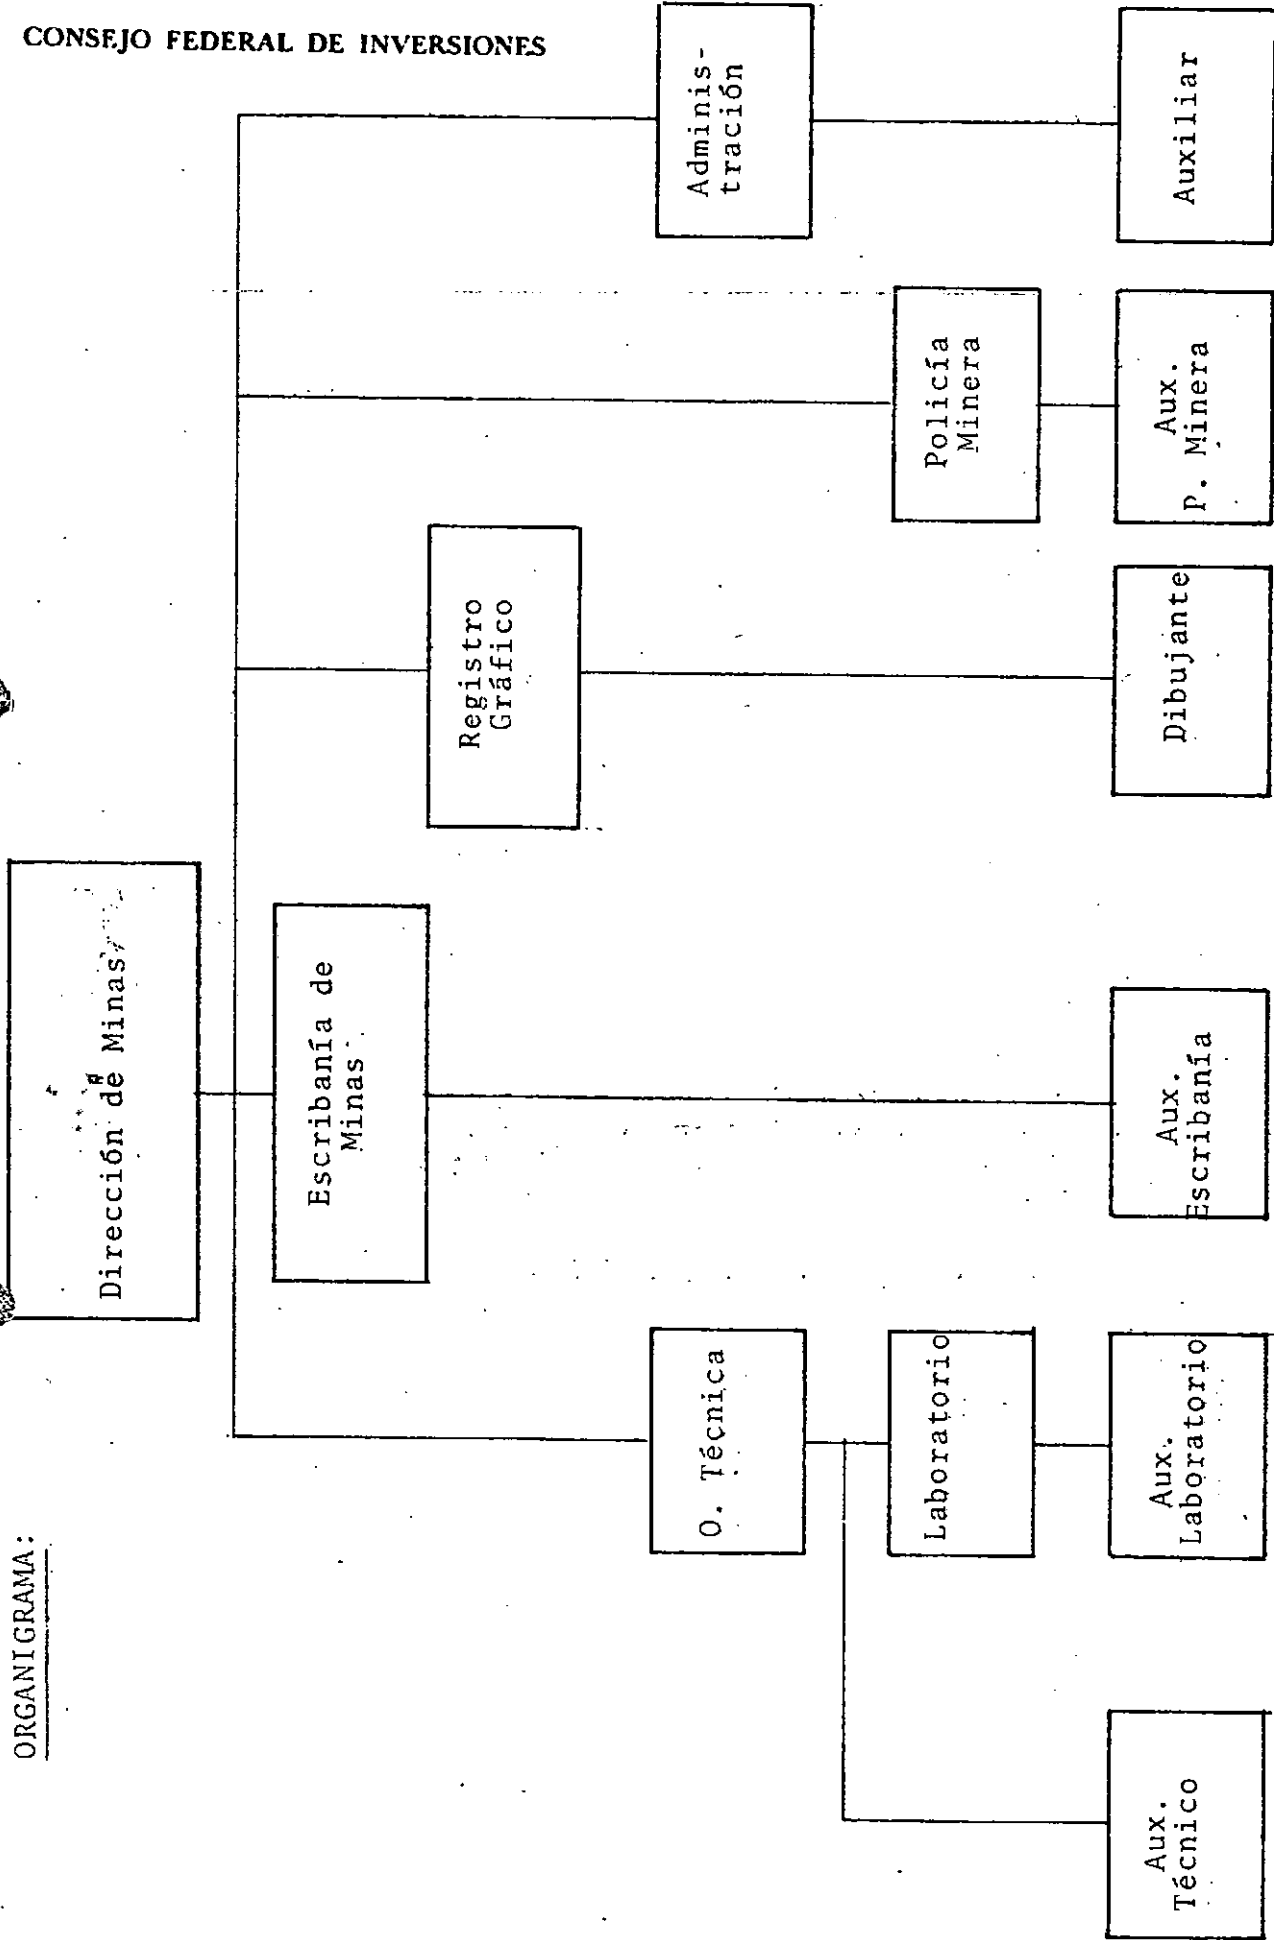 CONSEJO FEDERAL DE INVERSIONES
ORGANIGRAMA:
Dirección de Minas
Escribanía de
Minas
Registro
Gráfico
O. Técnica
Adminis-
tración
Laboratorio
Policía
Minera
Aux.
Técnico
Aux.
Laboratorio
Aux.
Escribanía
Dibujante
Aux.
P. Minera
Auxiliar